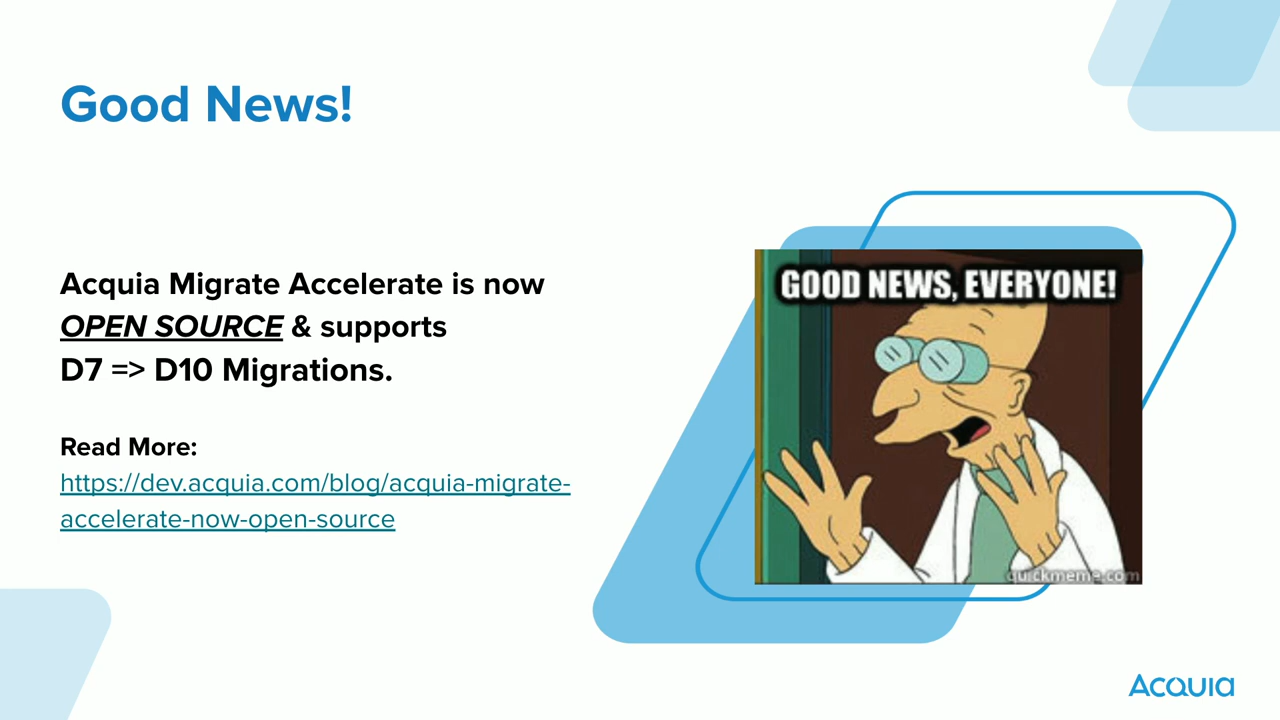 Good News!
Acquia Migrate Accelerate is now
OPEN SOURCE & supports
D7 => D10 Migrations.
Read More:
https://dev.acquia.com/blog/acquia-migrate-
accelerate-now-open-source
GOOD NEWS, EVERYONE!
quickmeme.com
Acquia